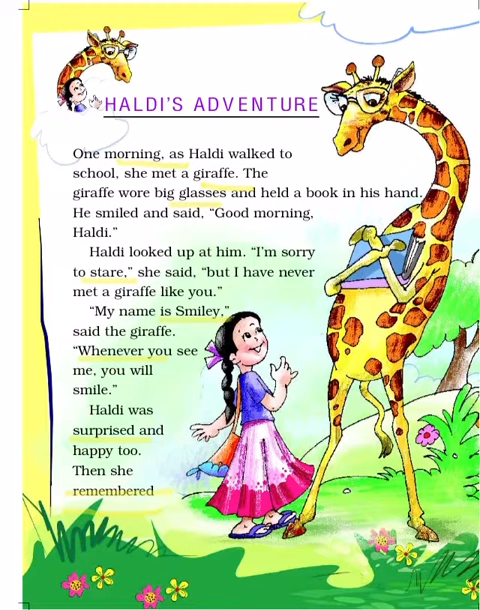 HALDI'S ADVENTURE
One morning, as Haldi walked to
school, she met a giraffe. The
giraffe wore big glasses and held a book in his hand.
He smiled and said, “Good morning,
Haldi.”
Haldi looked up at him. “I'm sorry
to stare,” she said, “but I have never
met a giraffe like you.”
“My name is Smiley,”
said the giraffe.
“Whenever you see
me, you will
smile.”
Haldi was
surprised and
happy too.
Then she
remembered